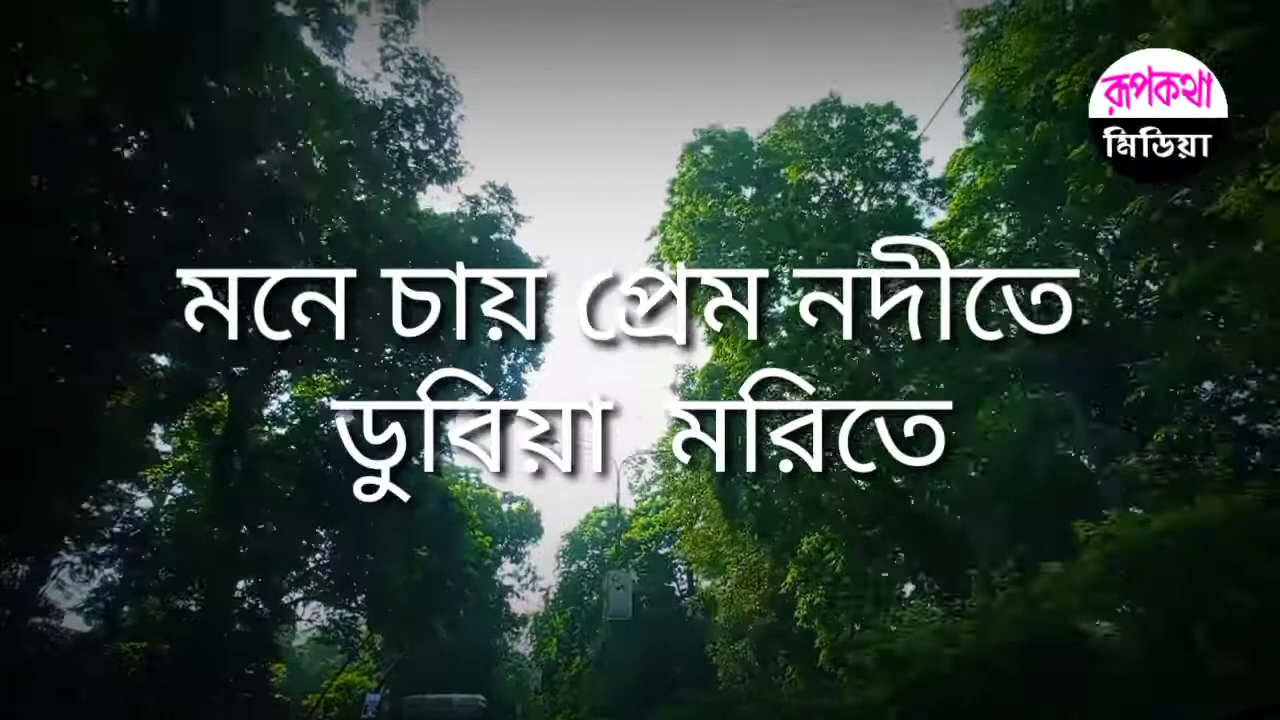 রূপকথা
মিডিয়া
মনে চায় প্রেম নদীতে
ডুবিয়া মরিতে